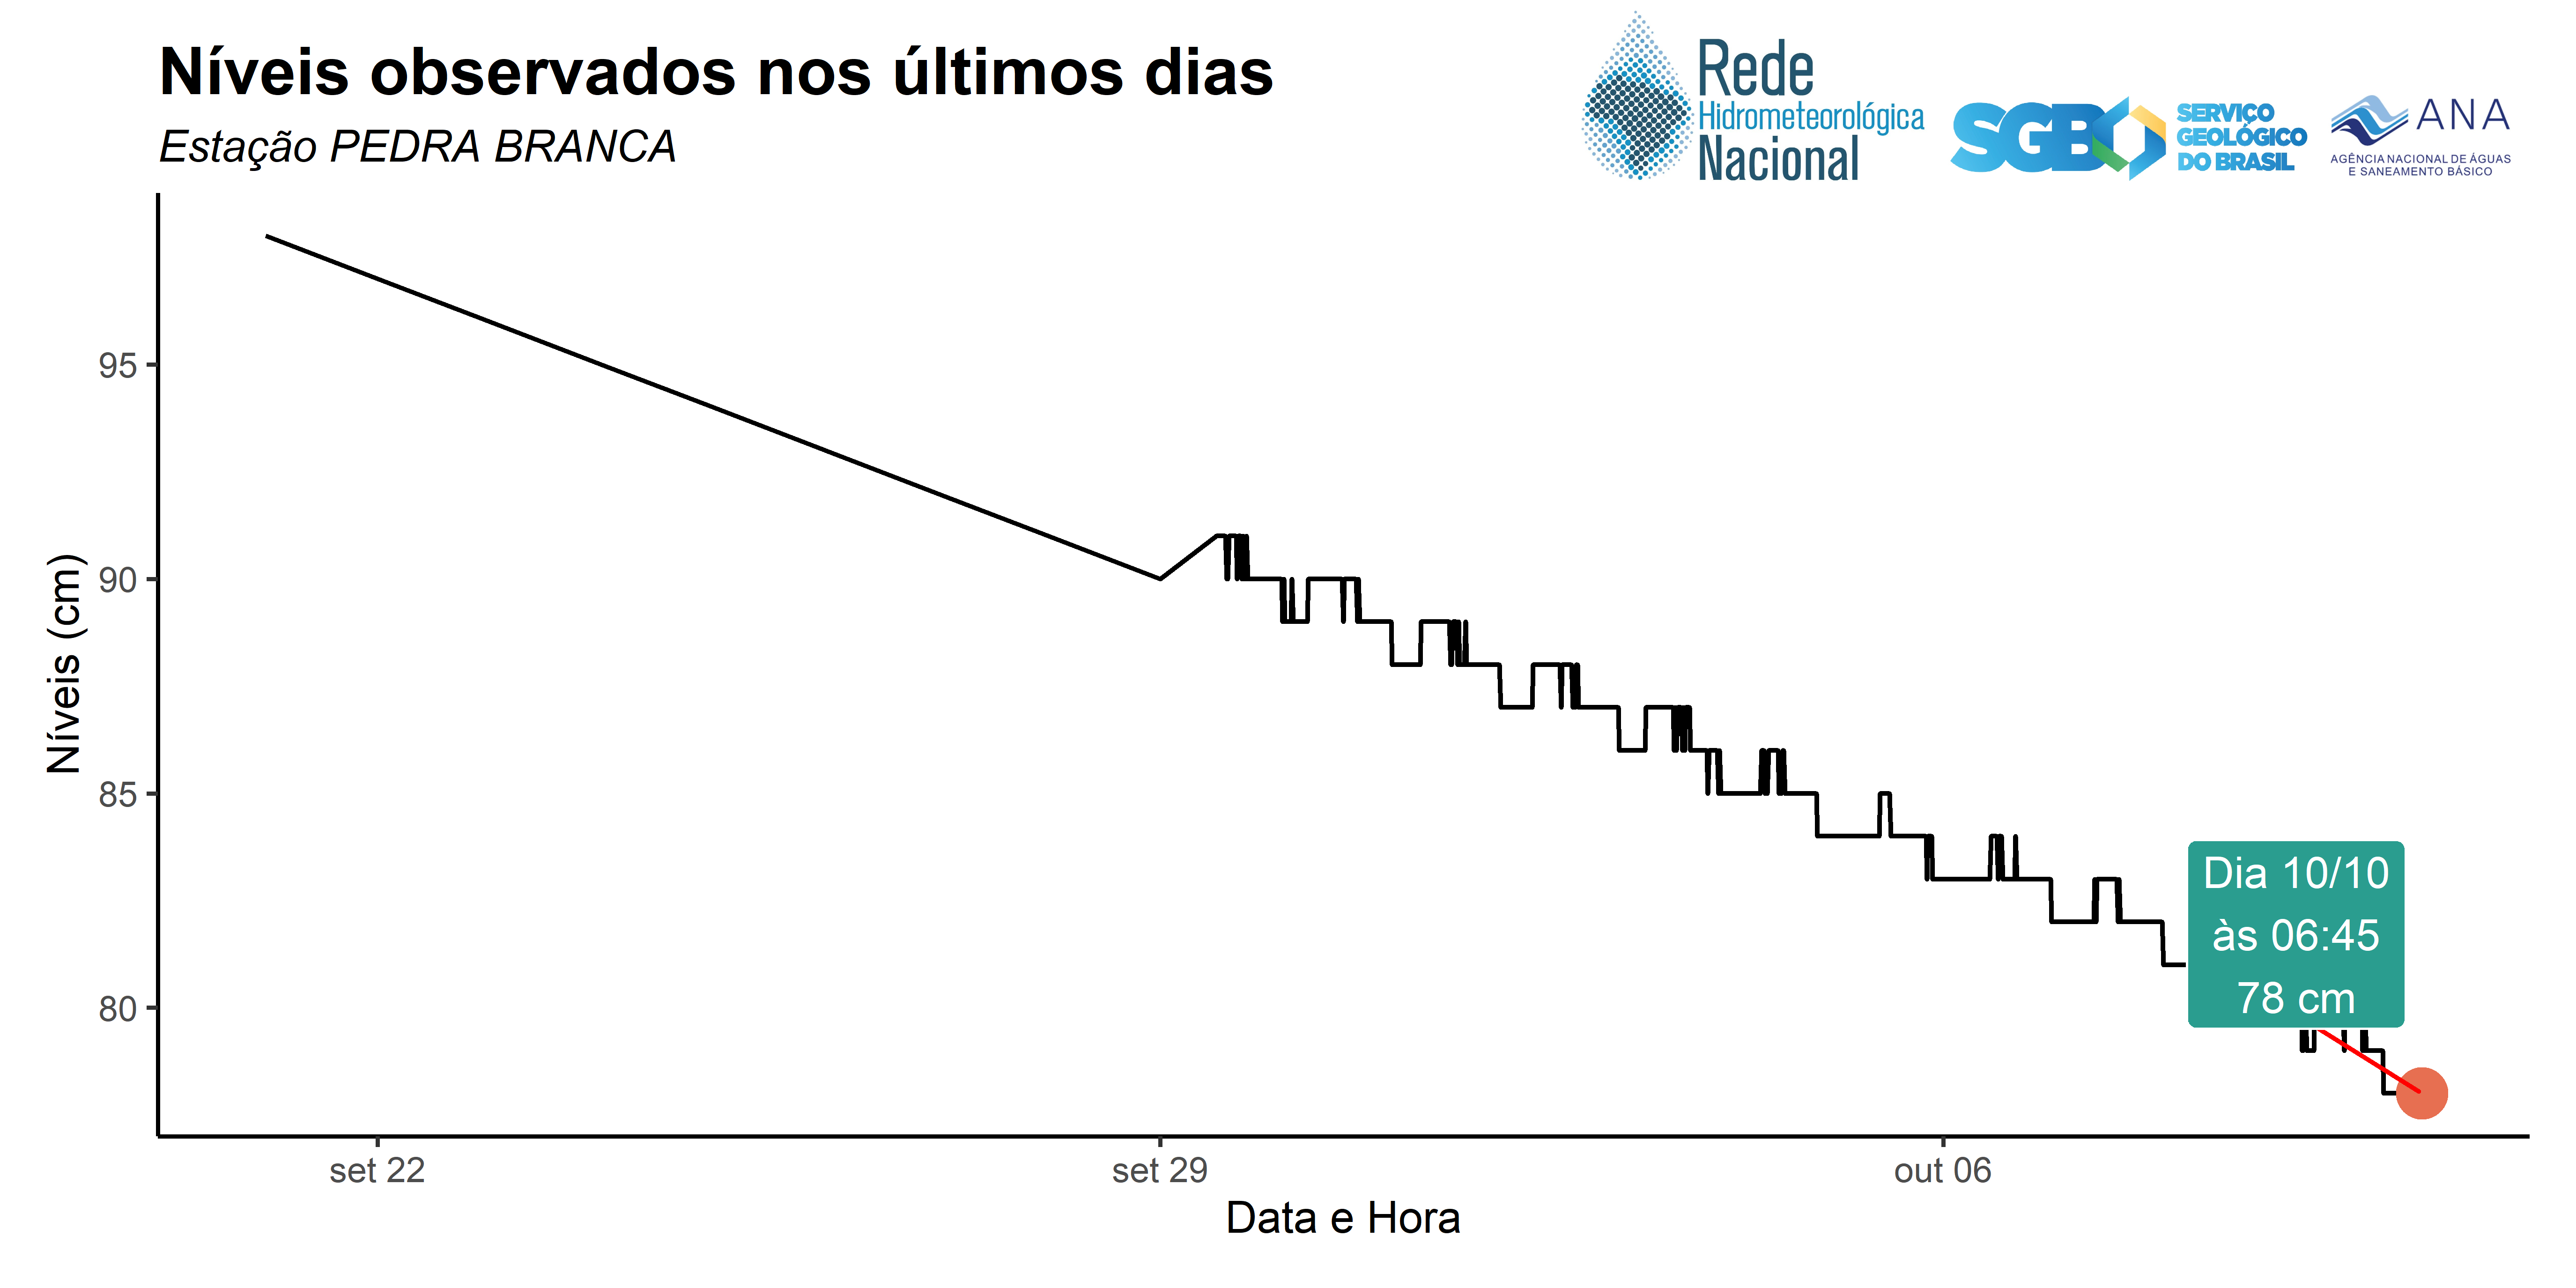 Níveis observados nos últimos dias
Estação PEDRA BRANCA
Rede
Hidrometeorológica
Nacional
SGB
SERVIÇO
GEOLÓGICO
DO BRASIL
ANA
AGÊNCIA NACIONAL DE ÁGUAS
E SANEAMENTO BÁSICO
Níveis (cm)
95
90
85
80
Dia 10/10
às 06:45
78 cm
set 22
set 29
out 06
Data e Hora